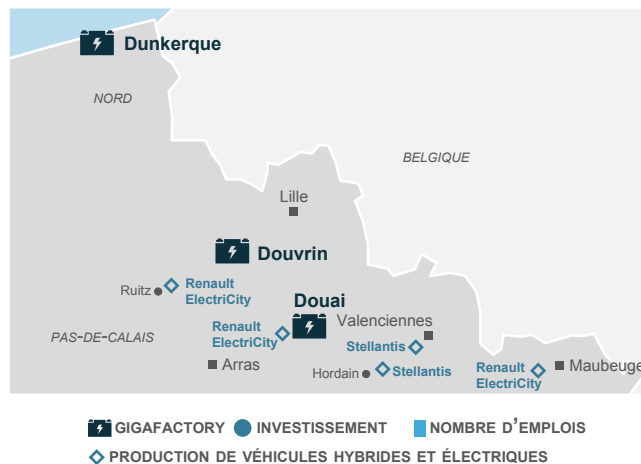 Dunkerque
NORD
BELGIQUE
Lille
Douvrin
Ruitz
Renault
ElectriCity
Douai
Renault
ElectriCity
Valenciennes
PAS-DE-CALAIS
Stellantis
Arras
Hordain
Stellantis
Renault
ElectriCity
Maubeuge
GIGAFACTORY INVESTISSEMENT NOMBRE D'EMPLOIS
PRODUCTION DE VÉHICULES HYBRIDES ET ÉLECTRIQUES